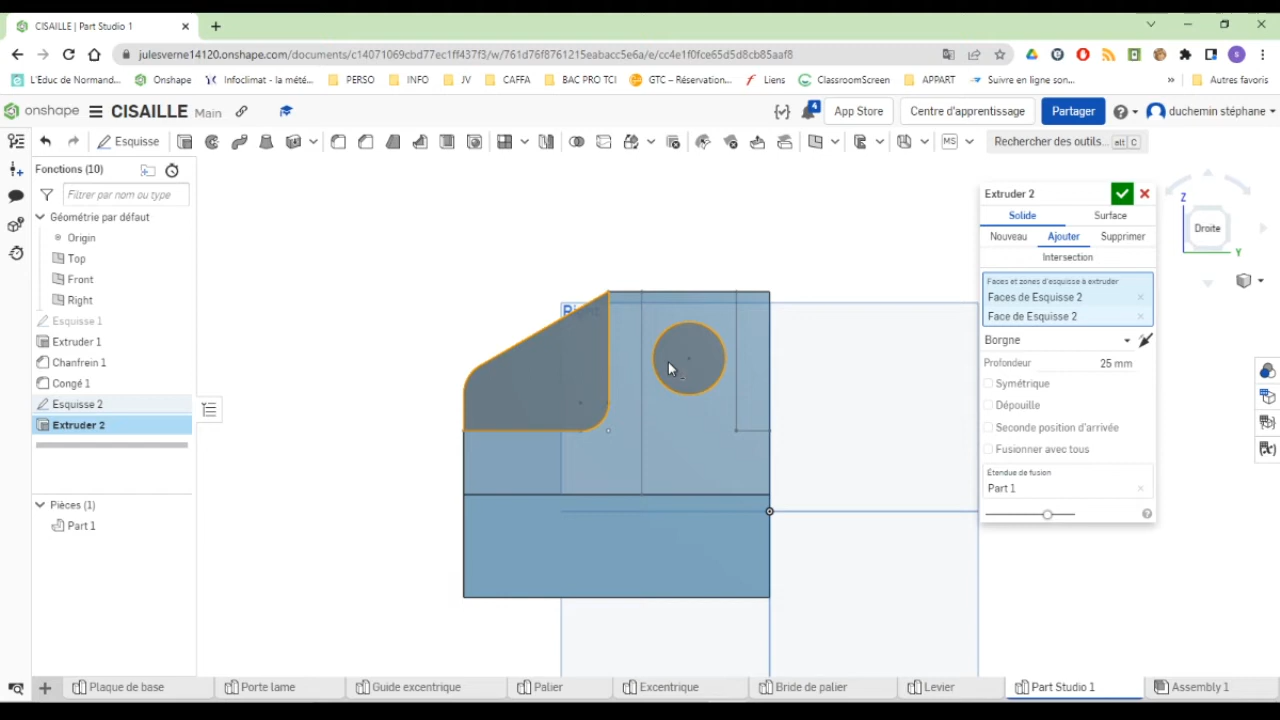 CISAILLE | Part Studio 1
julesverne14120.onshape.com/documents/c14071069cbd77ec1ff437f3/w/761d76f8761215eabacc5e6a/e/cc4e1f0fce65d5d8cb85aaf8
L'Educ de Normand... Onshape Infoclimat - la mété... PERSO INFO JV CAFFA BAC PRO TCI GTC – Réservation... Liens ClassroomScreen APPART Suivre en ligne son... » Autres favoris
onshape CISAILLE Main 4 App Store Centre d'apprentissage Partager duchemin stéphane
Esquisse MS Rechercher des outils... alt C
Fonctions (10)
Filtrer par nom ou type
Géométrie par défaut
Origin
Top
Front
Right
Esquisse 1
Extruder 1
Chanfrein 1
Congé 1
Esquisse 2
Extruder 2
Pièces (1)
Part 1
Right
Extruder 2
Solide Surface
Nouveau Ajouter Supprimer
Intersection
Faces et zones d'esquisse à extruder
Faces de Esquisse 2
Face de Esquisse 2
Borgne
Profondeur 25 mm
Symétrique
Dépouille
Seconde position d'arrivée
Fusionner avec tous
Étendue de fusion
Part 1
Z
Droite
Y
Plaque de base Porte lame Guide excentrique Palier Excentrique Bride de palier Levier Part Studio 1 Assembly 1